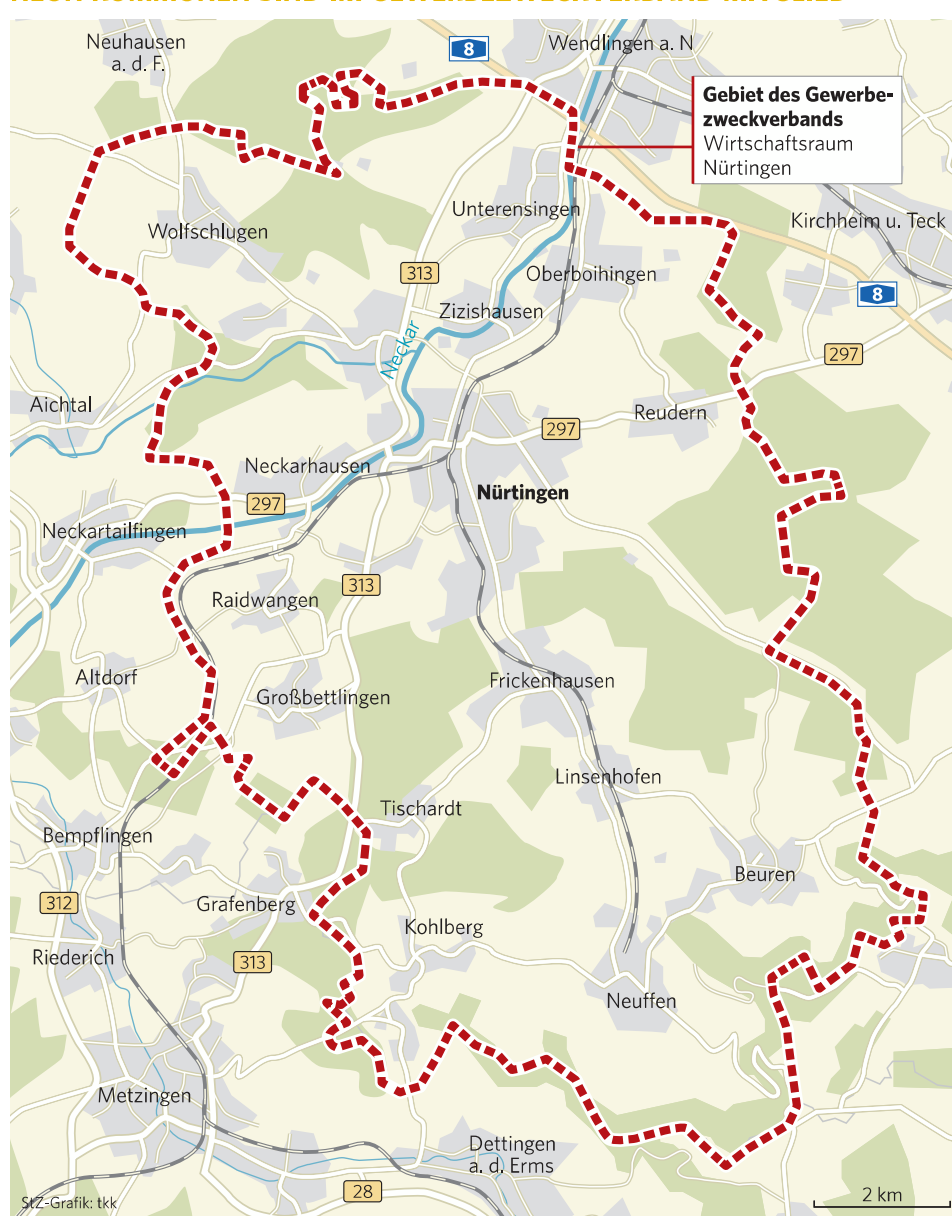 Neuhausen
a. d. F.
8
Wendlingen a. N
Gebiet des Gewerbe-
zweckverbands
Wirtschaftsraum
Nürtingen
Unterensingen
Kirchheim u. Teck
Wolfschlugen
313
Oberboihingen
8
Zizishausen
Neckar
297
Aichtal
Reudern
297
Neckarhausen
Nürtingen
297
Neckartailfingen
313
Raidwangen
Altdorf
Großbettlingen
Frickenhausen
Linsenhofen
Tischardt
Bempflingen
Beuren
312
Grafenberg
Kohlberg
Riederich
313
Neuffen
Metzingen
Dettingen
a. d. Erms
28
2 km
StZ-Grafik: tkk